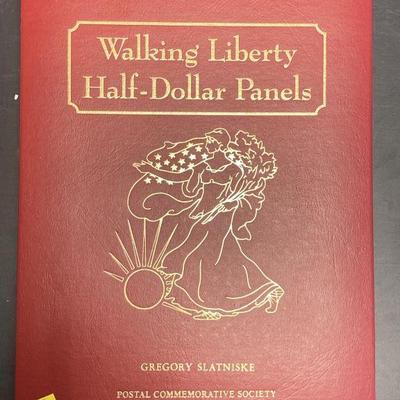 Walking Liberty
Half-Dollar Panels
GREGORY SLATNISKE
POSTAL COMMEMORATIVE SOCIETY